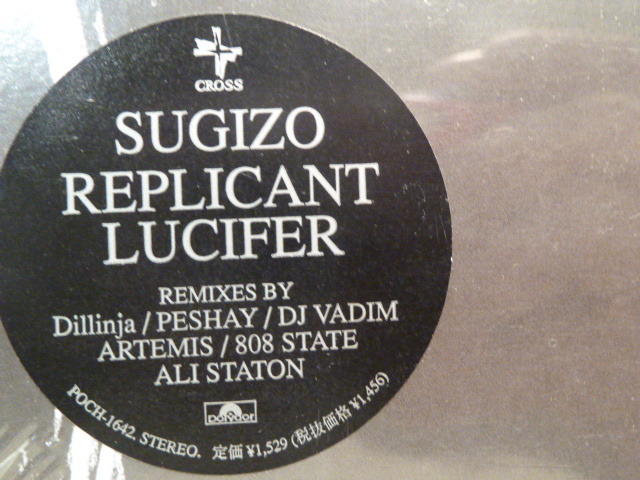 CROSS
SUGIZO
REPLICANT
LUCIFER
REMIXES BY
Dillinja / PESHAY / DJ VADIM
ARTEMIS / 808 STATE
ALI STATON
polydor
POCH-1642. STEREO. 定価¥1,529 (税抜価格¥1,456)